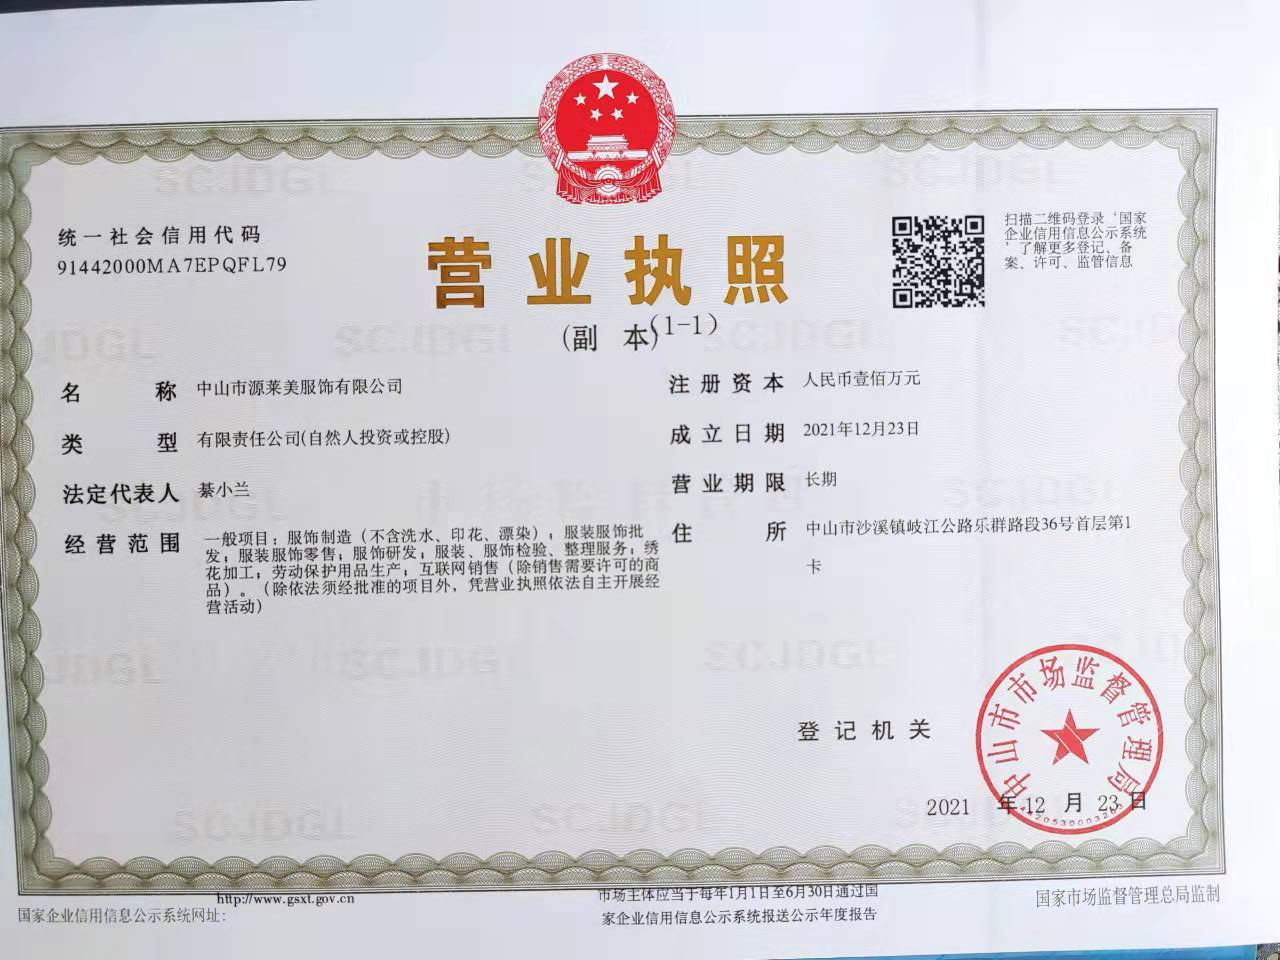 统一社会信用代码
91442000MA7EPQFL79
营业执照
(副 本)(1-1)
扫描二维码登录‘国家
企业信用信息公示系统
’了解更多登记、备
案、许可、监管信息
名 称 中山市源莱美服饰有限公司
类 型 有限责任公司(自然人投资或控股)
法定代表人 綦小兰
经营范围 一般项目：服饰制造（不含洗水、印花、漂染）；服装服饰批
发；服装服饰零售；服饰研发；服装、服饰检验、整理服务；绣
花加工；劳动保护用品生产；互联网销售（除销售需要许可的商
品）。（除依法须经批准的项目外，凭营业执照依法自主开展经
营活动）
注册资本 人民币壹佰万元
成立日期 2021年12月23日
营业期限 长期
住 所 中山市沙溪镇岐江公路乐群路段36号首层第1
卡
登记机关
中山市市场监督管理局
2021 年 12 月 23 日
http://www.gsxt.gov.cn
国家企业信用信息公示系统网址：
市场主体应当于每年1月1日至6月30日通过国
家企业信用信息公示系统报送公示年度报告
国家市场监督管理总局监制
SCJDGL